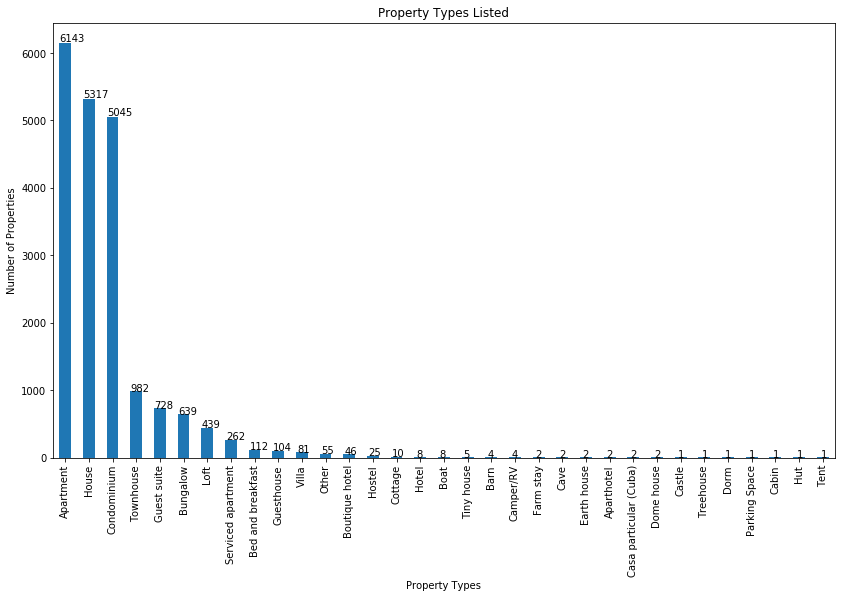 Property Types Listed
Number of Properties
6000
5000
4000
3000
2000
1000
0
6143
5317
5045
982
728
639
439
262
112
104
81
55
46
25
10
8
8
5
4
4
2
2
2
2
2
2
1
1
1
1
1
1
1
Apartment
House
Condominium
Townhouse
Guest suite
Bungalow
Loft
Serviced apartment
Bed and breakfast
Guesthouse
Villa
Other
Boutique hotel
Hostel
Cottage
Hotel
Boat
Tiny house
Barn
Camper/RV
Farm stay
Cave
Earth house
Aparthotel
Casa particular (Cuba)
Dome house
Castle
Treehouse
Dorm
Parking Space
Cabin
Hut
Tent
Property Types